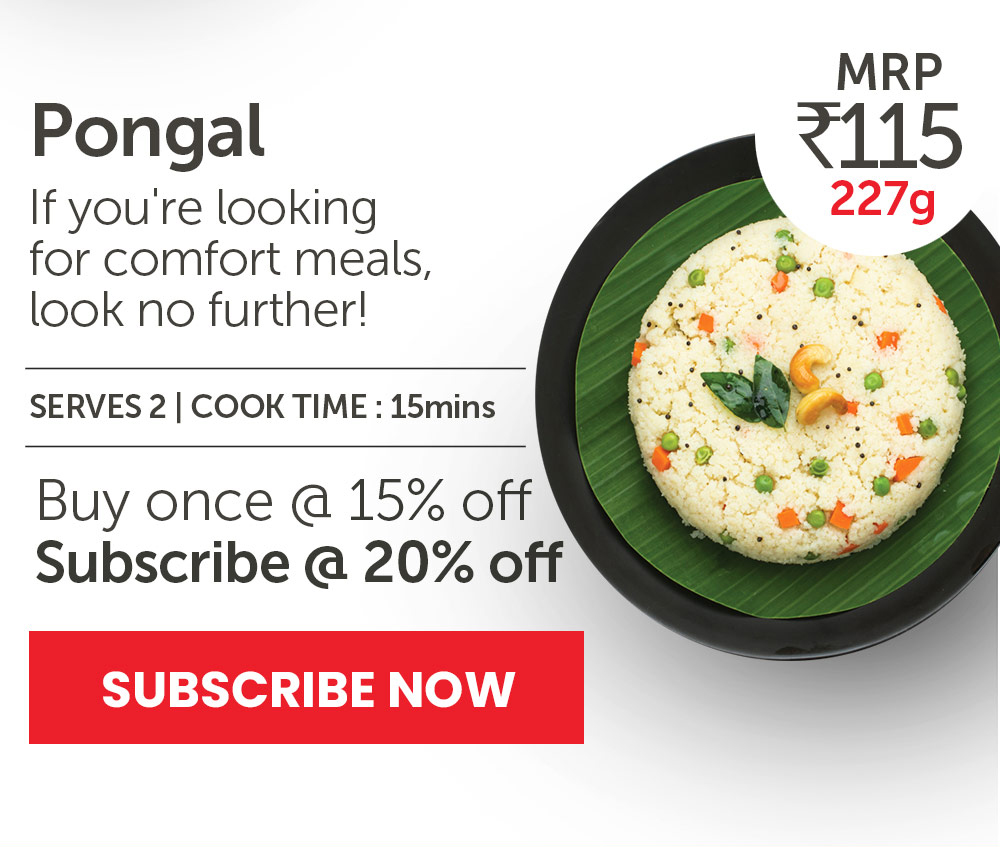 MRP
₹115
227g
Pongal
If you're looking
for comfort meals,
look no further!
SERVES 2 | COOK TIME : 15mins
Buy once @ 15% off
Subscribe @ 20% off
SUBSCRIBE NOW